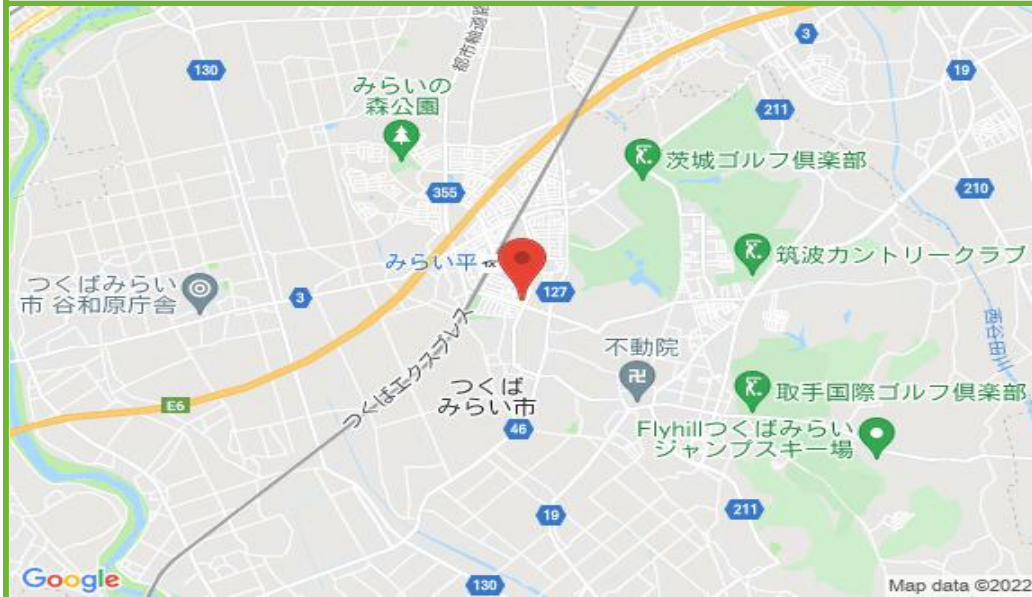 都市軸道路
3
130
19
みらいの
森公園
211
茨城ゴルフ倶楽部
355
210
みらい平
筑波カントリークラブ
つくばみらい
市 谷和原庁舎
3
127
つくばエクスプレス
不動院
西谷田川
つくば
みらい市
取手国際ゴルフ倶楽部
E6
46
Flyhillつくばみらい
ジャンプスキー場
19
211
Google
130
Map data ©2022